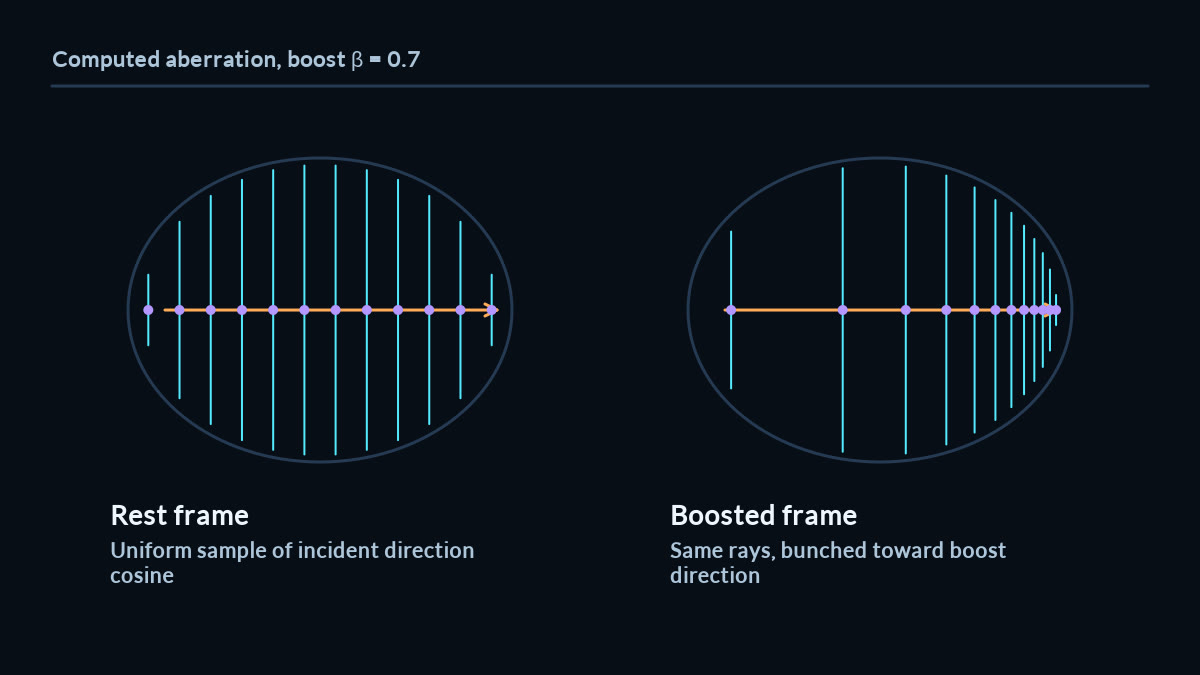 Computed aberration, boost β = 0.7
Rest frame
Uniform sample of incident direction
cosine
Boosted frame
Same rays, bunched toward boost
direction